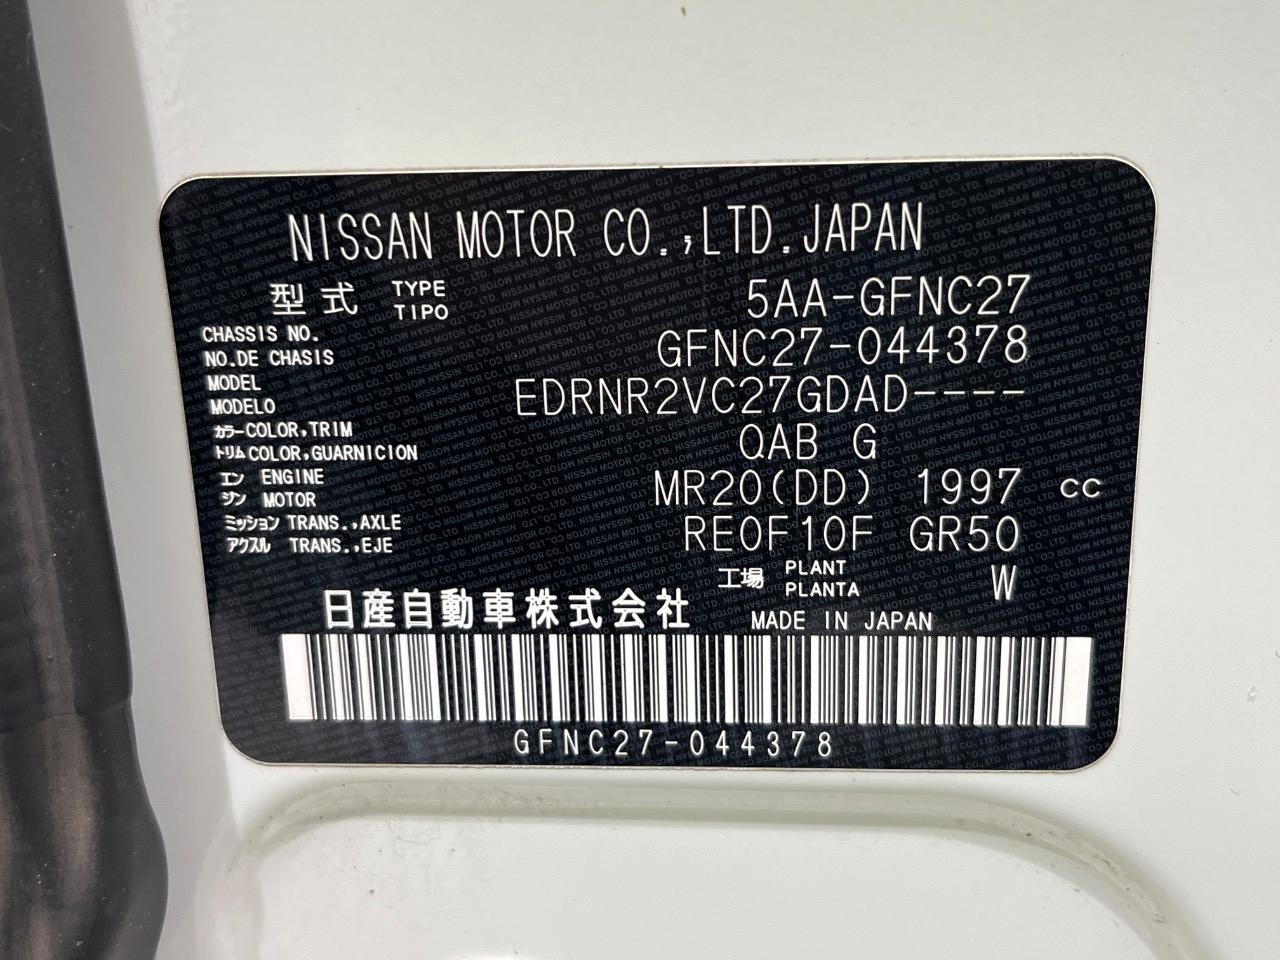 NISSAN MOTOR CO.,LTD.JAPAN
型式 TYPE TIPO 5AA-GFNC27
CHASSIS NO. NO.DE CHASIS GFNC27-044378
MODEL MODELO EDRNR2VC27GDAD----
カラー COLOR,TRIM
トリム COLOR,GUARNICION QAB G
エン ENGINE
ジン MOTOR MR20(DD) 1997 CC
ミッション TRANS.,AXLE
アクスル TRANS.,EJE RE0F10F GR50
工場 PLANT PLANTA W
日産自動車株式会社 MADE IN JAPAN
GFNC27-044378